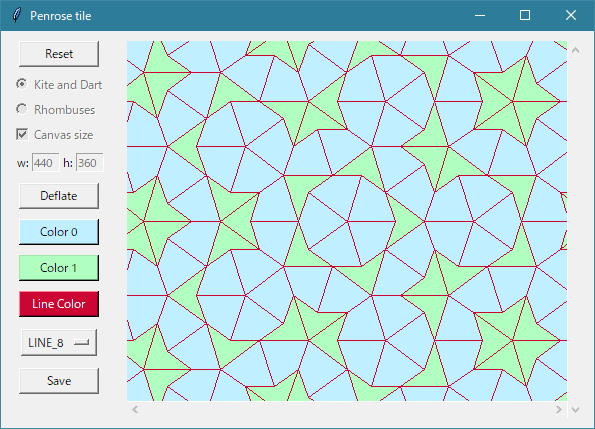 Penrose tile
Reset
Kite and Dart
Rhombuses
Canvas size
w: 440 h: 360
Deflate
Color 0
Color 1
Line Color
LINE_8
Save